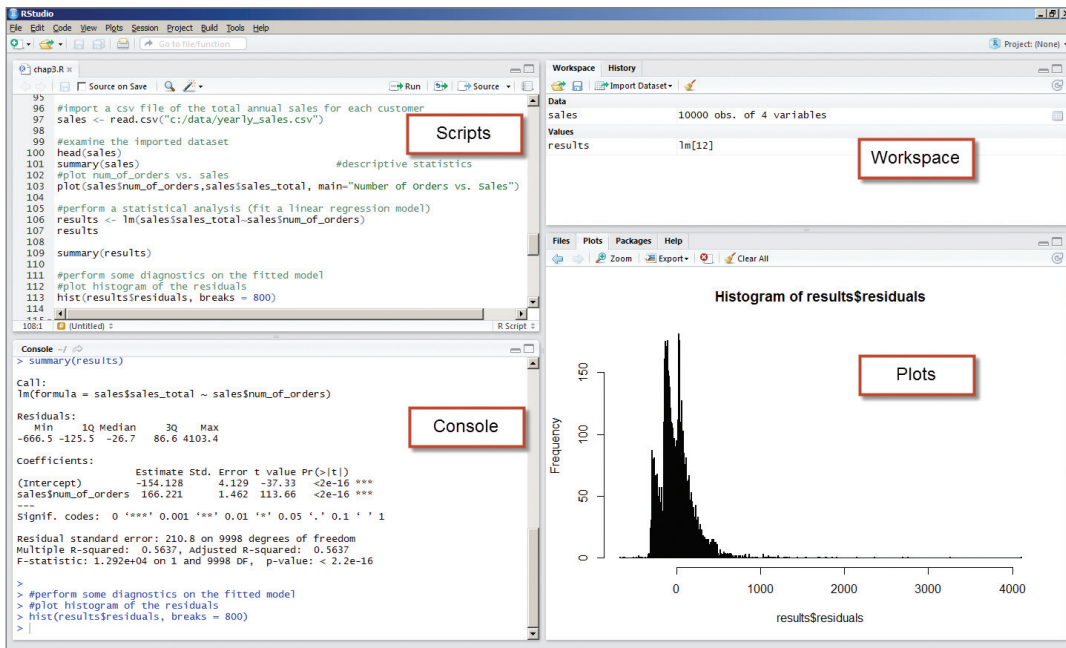 RStudio
File Edit Code View Plots Session Project Build Tools Help
Go to file/function
Project: (None)
chap3.R
Source on Save
Run
Source
95
96 #import a csv file of the total annual sales for each customer
97 sales <- read.csv("c:/data/yearly_sales.csv")
98
99 #examine the imported dataset
100 head(sales)
101 summary(sales) #descriptive statistics
102 #plot num_of_orders vs. sales
103 plot(sales$num_of_orders,sales$sales_total, main="Number of Orders vs. Sales")
104
105 #perform a statistical analysis (fit a linear regression model)
106 results <- lm(sales$sales_total~sales$num_of_orders)
107 results
108
109 summary(results)
110
111 #perform some diagnostics on the fitted model
112 #plot histogram of the residuals
113 hist(results$residuals, breaks = 800)
114
Scripts
108:1 (Untitled) R Script
Console ~/
> summary(results)
Call:
lm(formula = sales$sales_total ~ sales$num_of_orders)
Residuals:
Min 1Q Median 3Q Max
-666.5 -125.5 -26.7 86.6 4103.4
Coefficients:
Estimate Std. Error t value Pr(>|t|)
(Intercept) -154.128 4.129 -37.33 <2e-16 ***
sales$num_of_orders 166.221 1.462 113.66 <2e-16 ***
---
Signif. codes: 0 ‘***’ 0.001 ‘**’ 0.01 ‘*’ 0.05 ‘.’ 0.1 ‘ ’ 1
Residual standard error: 210.8 on 9998 degrees of freedom
Multiple R-squared: 0.5637, Adjusted R-squared: 0.5637
F-statistic: 1.292e+04 on 1 and 9998 DF, p-value: < 2.2e-16
>
> #perform some diagnostics on the fitted model
> #plot histogram of the residuals
> hist(results$residuals, breaks = 800)
>
Console
Workspace History
Import Dataset
Data
sales 10000 obs. of 4 variables
Values
results lm[12]
Workspace
Files Plots Packages Help
Zoom Export Clear All
Histogram of results$residuals
Plots
Frequency
150
100
50
0
0 1000 2000 3000 4000
results$residuals